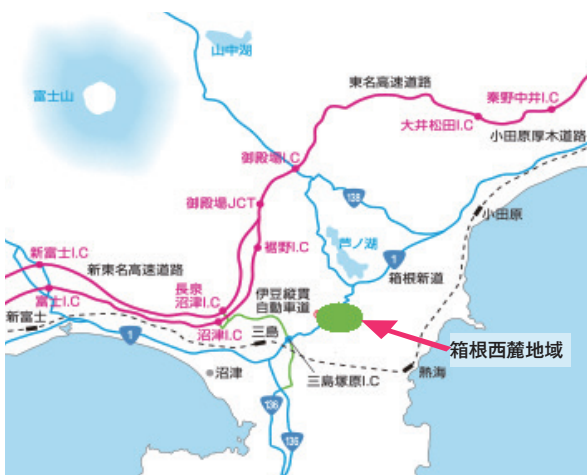 山中湖
富士山
東名高速道路
秦野中井I.C
大井松田I.C
小田原厚木道路
御殿場I.C
138
御殿場JCT
小田原
芦ノ湖
裾野I.C
1
新富士I.C
新東名高速道路
箱根新道
長泉
沼津I.C
伊豆縦貫
自動車道
富士I.C
新富士
沼津I.C
三島
1
箱根西麓地域
沼津
三島塚原I.C
熱海
136
136